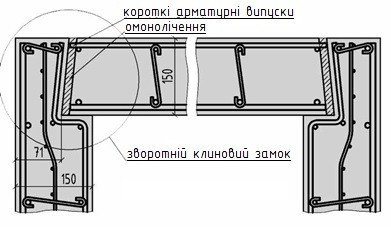 короткі арматурні випуски
омонолічення
150
зворотній клиновий замок
71
150